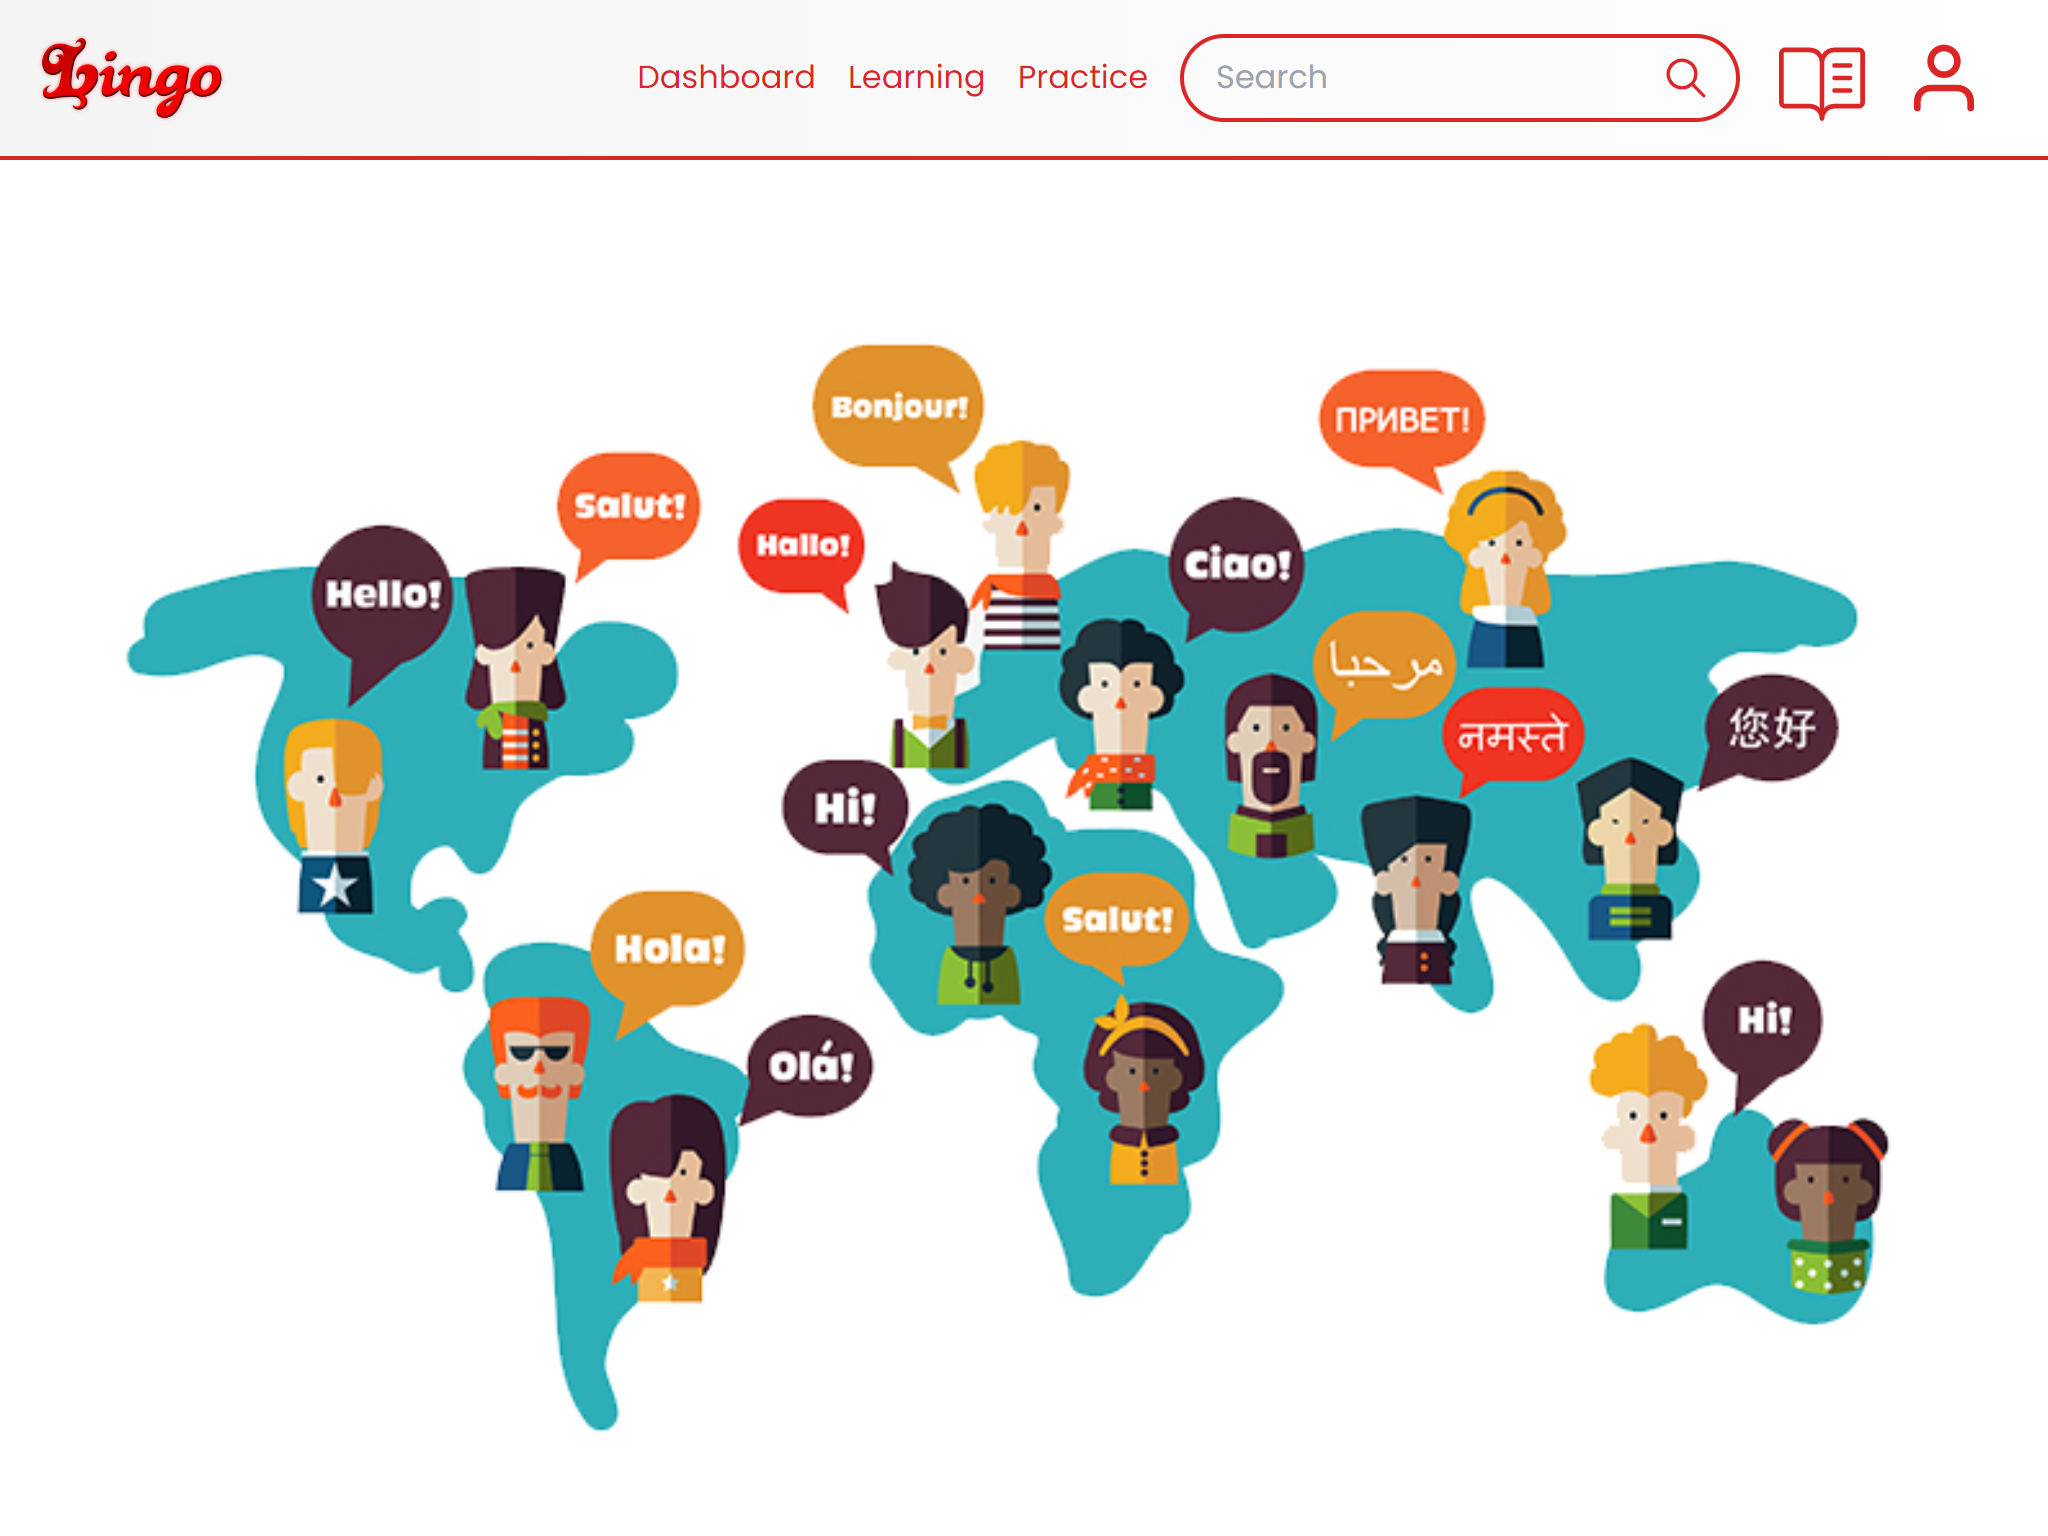 Lingo
Dashboard Learning Practice Search
Bonjour!
ПРИВЕТ!
Salut!
Hallo!
Ciao!
Hello!
مرحبا
नमस्ते
您好
Hi!
Salut!
Hola!
Hi!
Olá!